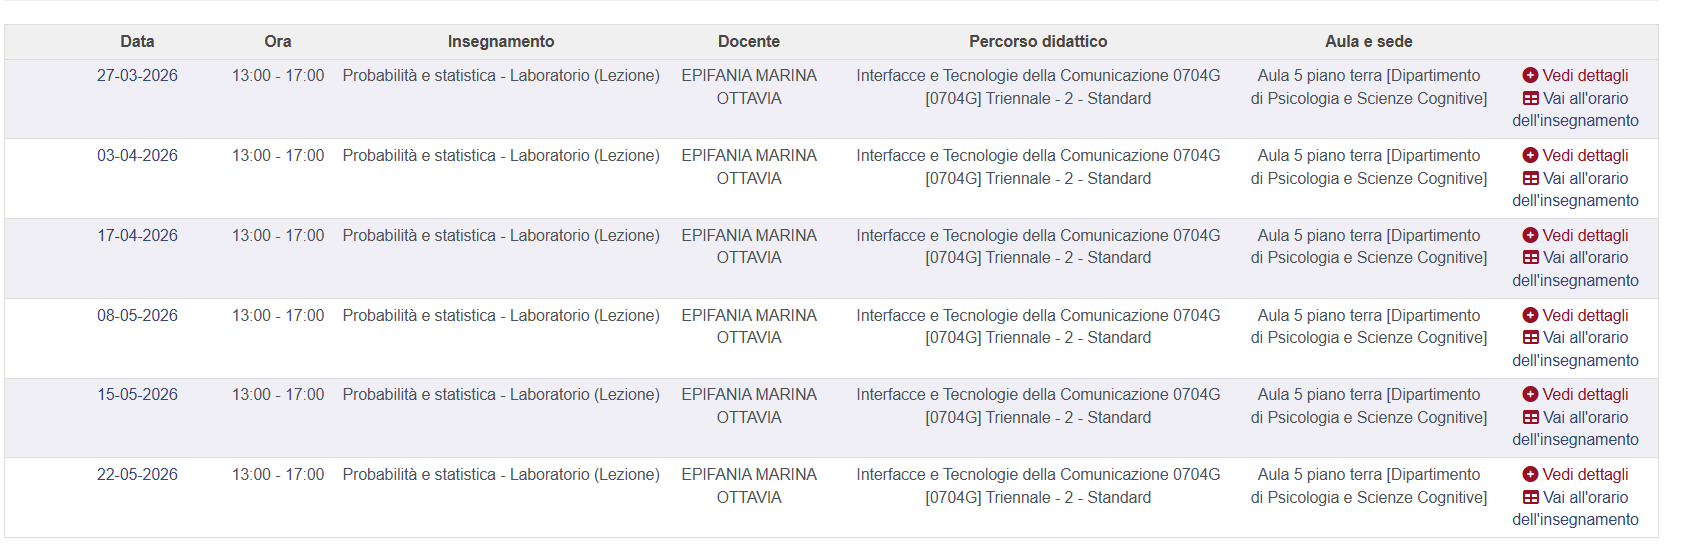 Data Ora Insegnamento Docente Percorso didattico Aula e sede
27-03-2026 13:00 - 17:00 Probabilità e statistica - Laboratorio (Lezione) EPIFANIA MARINA Interfacce e Tecnologie della Comunicazione 0704G Aula 5 piano terra [Dipartimento Vedi dettagli
OTTAVIA [0704G] Triennale - 2 - Standard di Psicologia e Scienze Cognitive] Vai all'orario
dell'insegnamento
03-04-2026 13:00 - 17:00 Probabilità e statistica - Laboratorio (Lezione) EPIFANIA MARINA Interfacce e Tecnologie della Comunicazione 0704G Aula 5 piano terra [Dipartimento Vedi dettagli
OTTAVIA [0704G] Triennale - 2 - Standard di Psicologia e Scienze Cognitive] Vai all'orario
dell'insegnamento
17-04-2026 13:00 - 17:00 Probabilità e statistica - Laboratorio (Lezione) EPIFANIA MARINA Interfacce e Tecnologie della Comunicazione 0704G Aula 5 piano terra [Dipartimento Vedi dettagli
OTTAVIA [0704G] Triennale - 2 - Standard di Psicologia e Scienze Cognitive] Vai all'orario
dell'insegnamento
08-05-2026 13:00 - 17:00 Probabilità e statistica - Laboratorio (Lezione) EPIFANIA MARINA Interfacce e Tecnologie della Comunicazione 0704G Aula 5 piano terra [Dipartimento Vedi dettagli
OTTAVIA [0704G] Triennale - 2 - Standard di Psicologia e Scienze Cognitive] Vai all'orario
dell'insegnamento
15-05-2026 13:00 - 17:00 Probabilità e statistica - Laboratorio (Lezione) EPIFANIA MARINA Interfacce e Tecnologie della Comunicazione 0704G Aula 5 piano terra [Dipartimento Vedi dettagli
OTTAVIA [0704G] Triennale - 2 - Standard di Psicologia e Scienze Cognitive] Vai all'orario
dell'insegnamento
22-05-2026 13:00 - 17:00 Probabilità e statistica - Laboratorio (Lezione) EPIFANIA MARINA Interfacce e Tecnologie della Comunicazione 0704G Aula 5 piano terra [Dipartimento Vedi dettagli
OTTAVIA [0704G] Triennale - 2 - Standard di Psicologia e Scienze Cognitive] Vai all'orario
dell'insegnamento